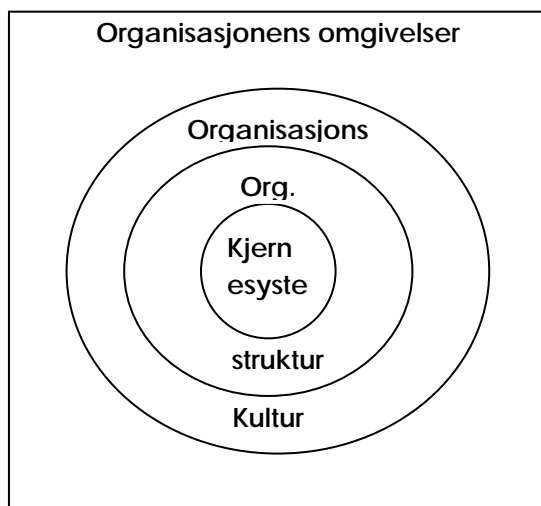 Organisasjonens omgivelser
Organisasjons
Org.
Kjern
esyste
struktur
Kultur